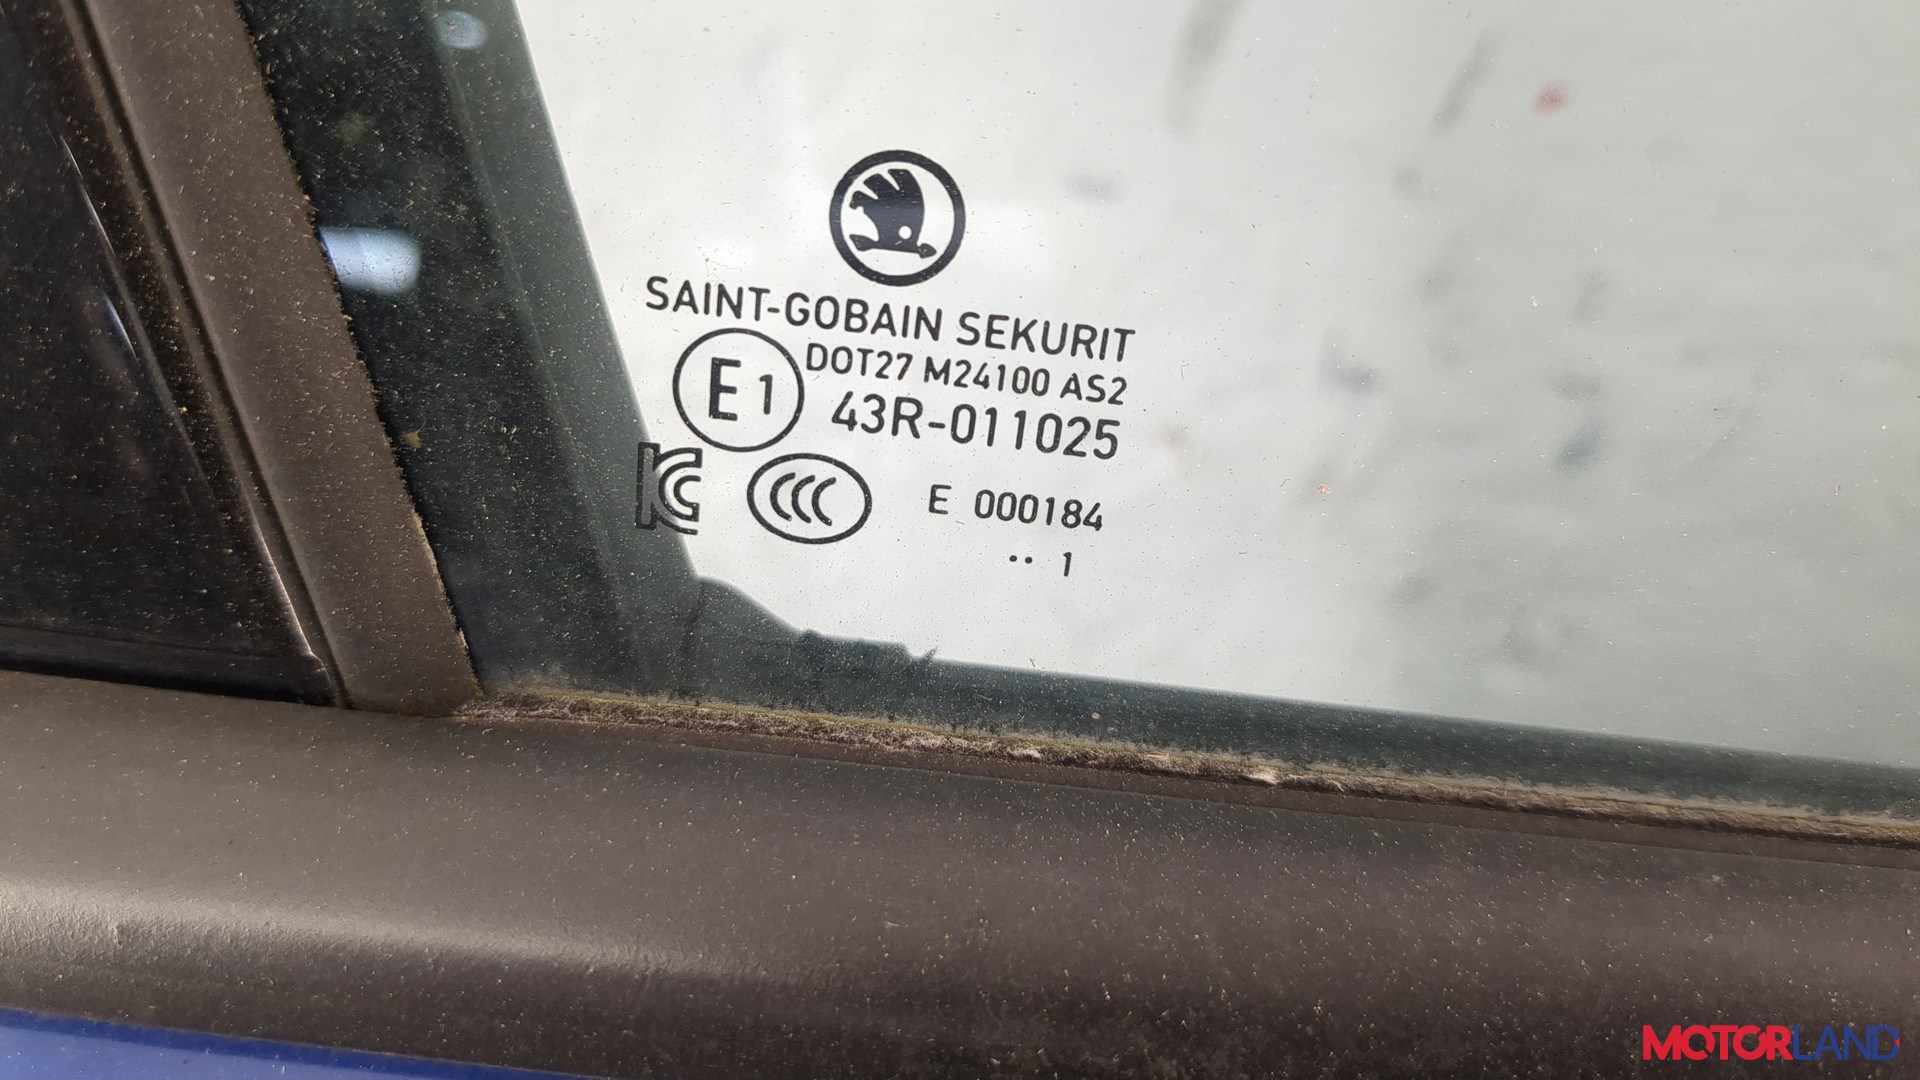 SAINT-GOBAIN SEKURIT
DOT27 M24100 AS2
E1
43R-011025
KC CCC E 000184
·· 1
MOTORLAND